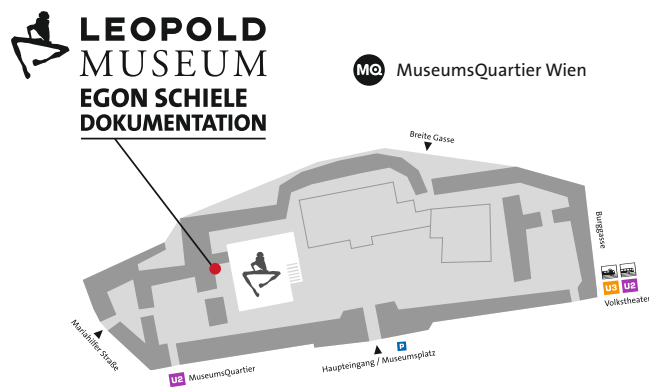 LEOPOLD
MUSEUM
EGON SCHIELE
DOKUMENTATION
MQ MuseumsQuartier Wien
Breite Gasse
Burggasse
U3 U2
Volkstheater
Mariahilfer Straße
P
Haupteingang / Museumsplatz
U2 MuseumsQuartier